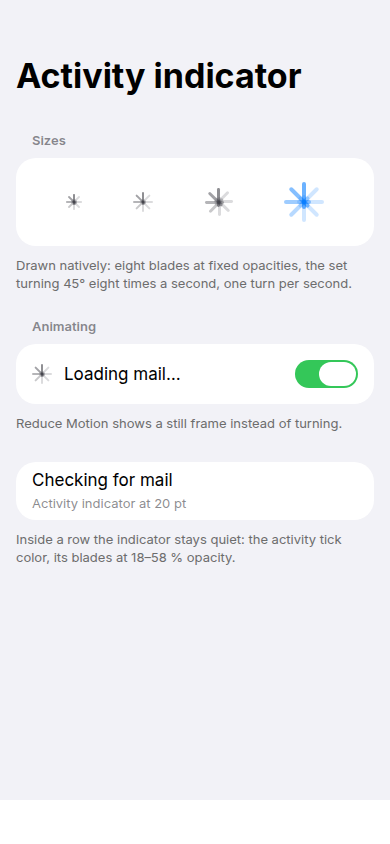 Activity indicator
Sizes
Drawn natively: eight blades at fixed opacities, the set
turning 45° eight times a second, one turn per second.
Animating
Loading mail…
Reduce Motion shows a still frame instead of turning.
Checking for mail
Activity indicator at 20 pt
Inside a row the indicator stays quiet: the activity tick
color, its blades at 18–58 % opacity.